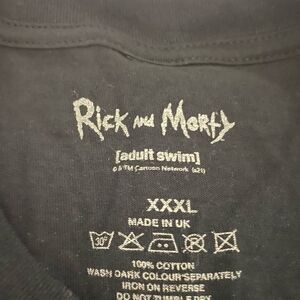 Rick and Morty
[adult swim]
© & TM Cartoon Network (s21)
XXXL
MADE IN UK
30°
100% COTTON
WASH DARK COLOUR SEPARATELY
IRON ON REVERSE
DO NOT TUMBLE DRY